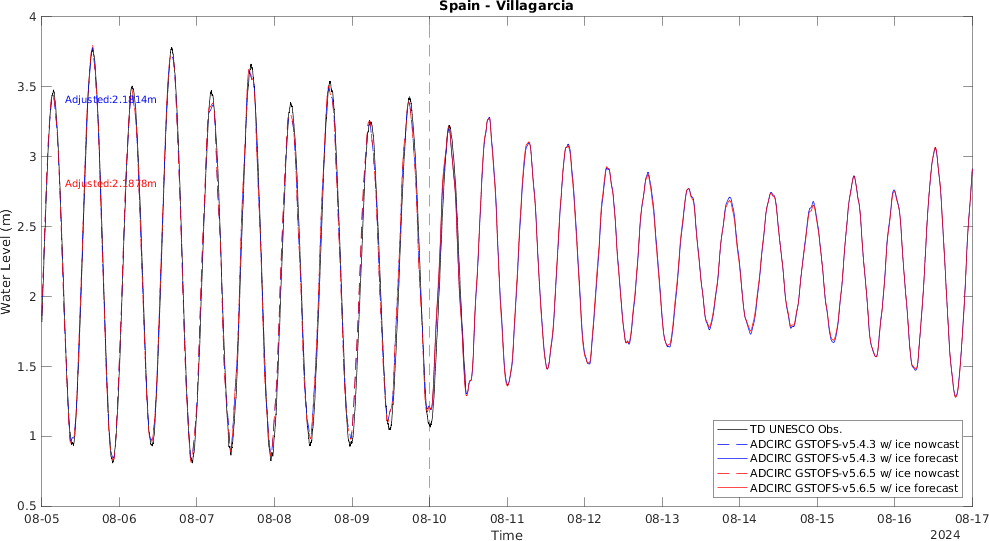 Spain - Villagarcia
4
3.5
3
2.5
2
1.5
1
0.5
Water Level (m)
Adjusted:2.1814m
Adjusted:2.1878m
TD UNESCO Obs.
ADCIRC GSTOFS-v5.4.3 w/ ice nowcast
ADCIRC GSTOFS-v5.4.3 w/ ice forecast
ADCIRC GSTOFS-v5.6.5 w/ ice nowcast
ADCIRC GSTOFS-v5.6.5 w/ ice forecast
08-05 08-06 08-07 08-08 08-09 08-10 08-11 08-12 08-13 08-14 08-15 08-16 08-17
Time
2024